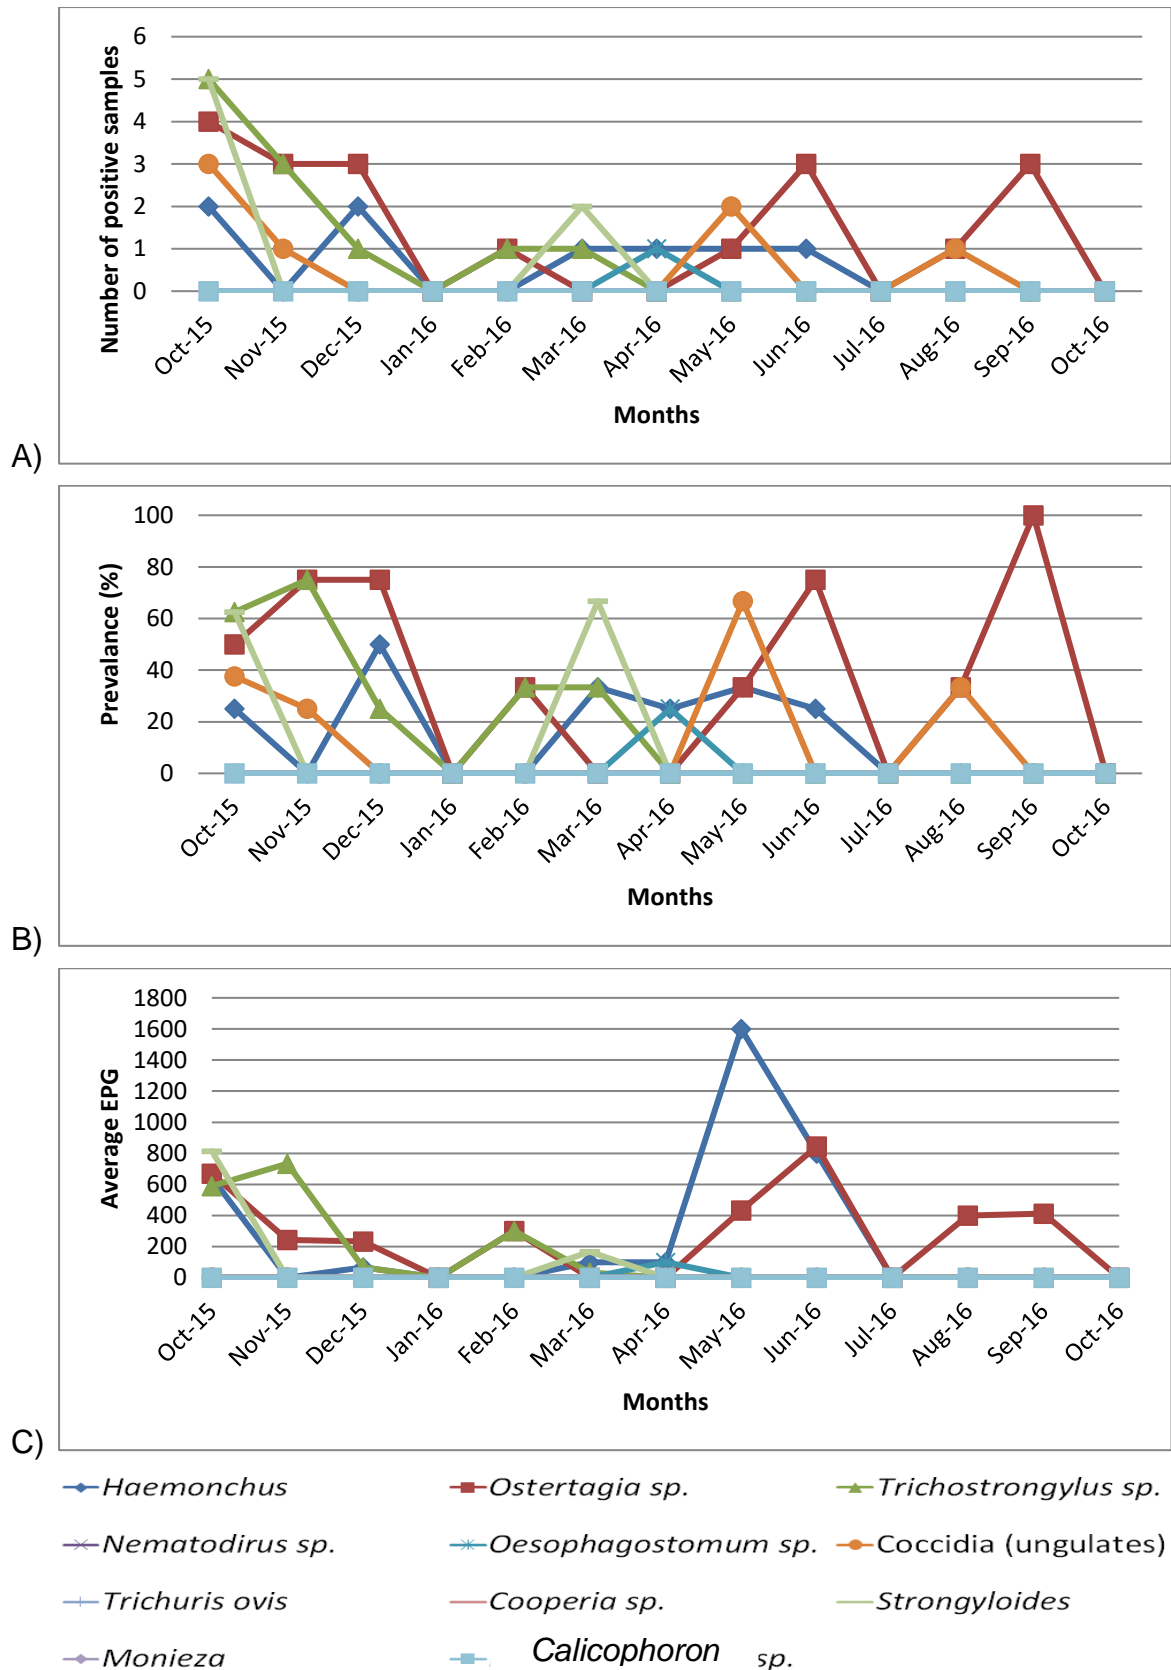 Number of positive samples
6
5
4
3
2
1
0
Oct-15 Nov-15 Dec-15 Jan-16 Feb-16 Mar-16 Apr-16 May-16 Jun-16 Jul-16 Aug-16 Sep-16 Oct-16
Months
A)
Prevalance (%)
100
80
60
40
20
0
Oct-15 Nov-15 Dec-15 Jan-16 Feb-16 Mar-16 Apr-16 May-16 Jun-16 Jul-16 Aug-16 Sep-16 Oct-16
Months
B)
Average EPG
1800
1600
1400
1200
1000
800
600
400
200
0
Oct-15 Nov-15 Dec-15 Jan-16 Feb-16 Mar-16 Apr-16 May-16 Jun-16 Jul-16 Aug-16 Sep-16 Oct-16
Months
C)
Haemonchus Ostertagia sp. Trichostrongylus sp.
Nematodirus sp. Oesophagostomum sp. Coccidia (ungulates)
Trichuris ovis Cooperia sp. Strongyloides
Monieza Calicophoron sp.